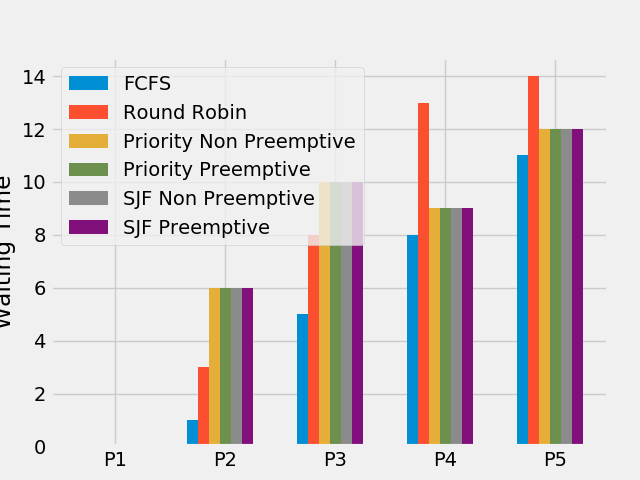 FCFS
Round Robin
Priority Non Preemptive
Priority Preemptive
SJF Non Preemptive
SJF Preemptive
Waiting Time
14
12
10
8
6
4
2
0
P1 P2 P3 P4 P5